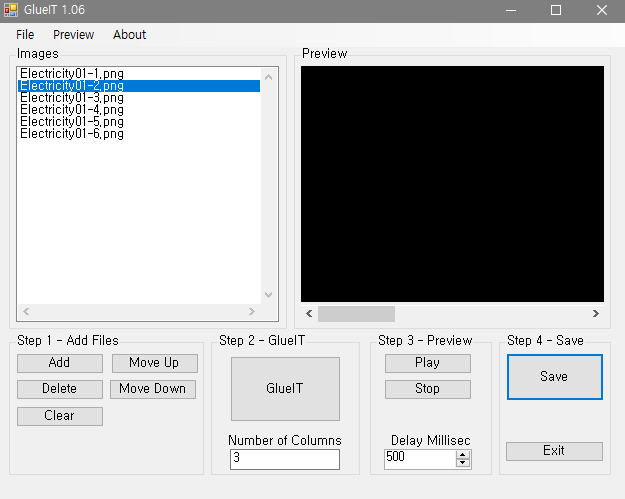 GlueIT 1.06
File Preview About
Images
Electricity01-1.png
Electricity01-2.png
Electricity01-3.png
Electricity01-4.png
Electricity01-5.png
Electricity01-6.png
Preview
Step 1 - Add Files
Add Move Up
Delete Move Down
Clear
Step 2 - GlueIT
GlueIT
Number of Columns
3
Step 3 - Preview
Play
Stop
Delay Millisec
500
Step 4 - Save
Save
Exit